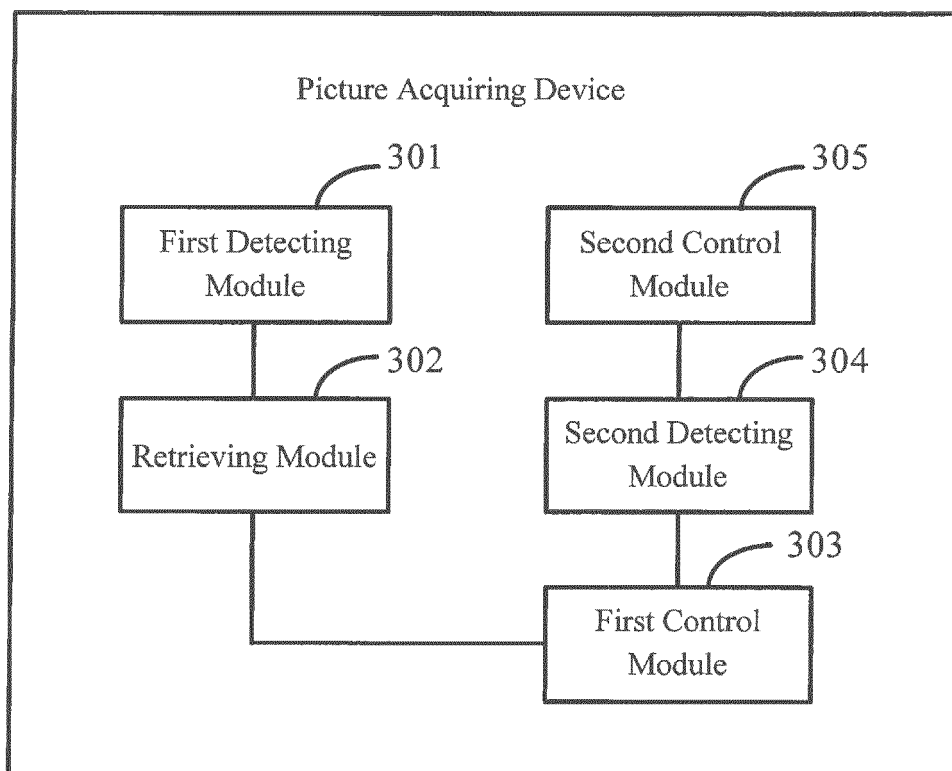 Picture Acquiring Device
301
First Detecting
Module
302
Retrieving Module
305
Second Control
Module
304
Second Detecting
Module
303
First Control
Module